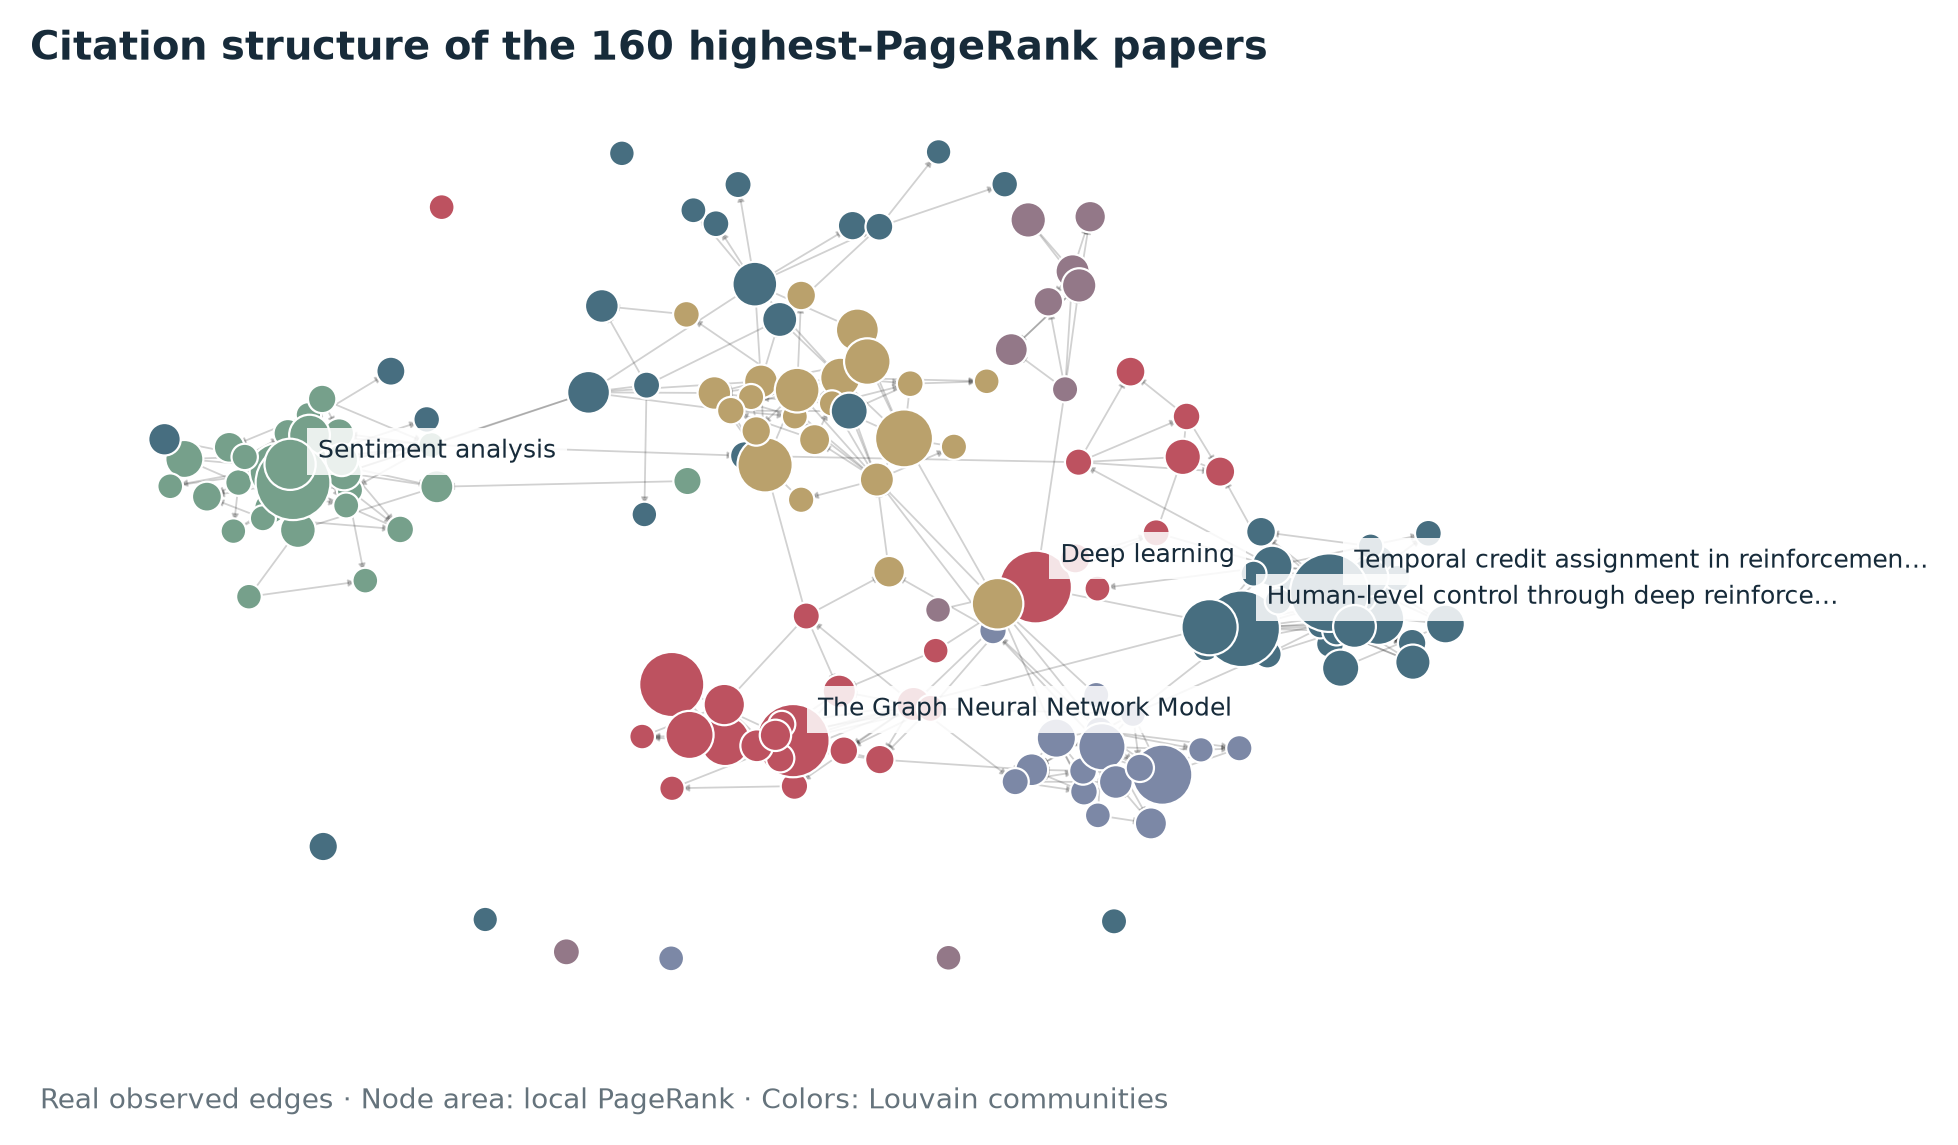 Citation structure of the 160 highest-PageRank papers
Sentiment analysis
Deep learning
Temporal credit assignment in reinforcemen...
Human-level control through deep reinforce...
The Graph Neural Network Model
Real observed edges · Node area: local PageRank · Colors: Louvain communities